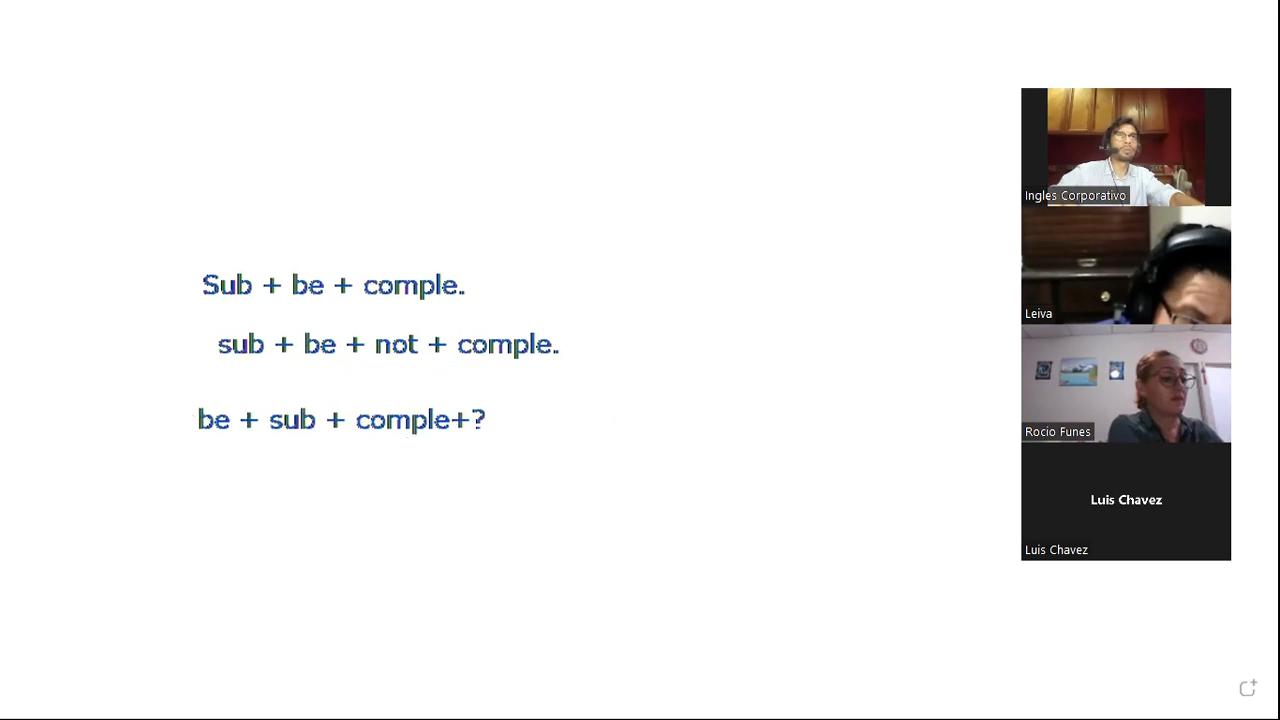 Sub + be + comple.
sub + be + not + comple.
be + sub + comple+?
Ingles Corporativo
Leiva
Rocio Funes
Luis Chavez
Luis Chavez